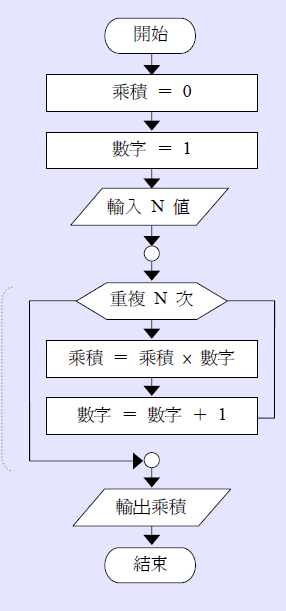 開始
乘積 = 0
數字 = 1
輸入 N 值
重複 N 次
乘積 = 乘積 × 數字
數字 = 數字 + 1
輸出乘積
結束